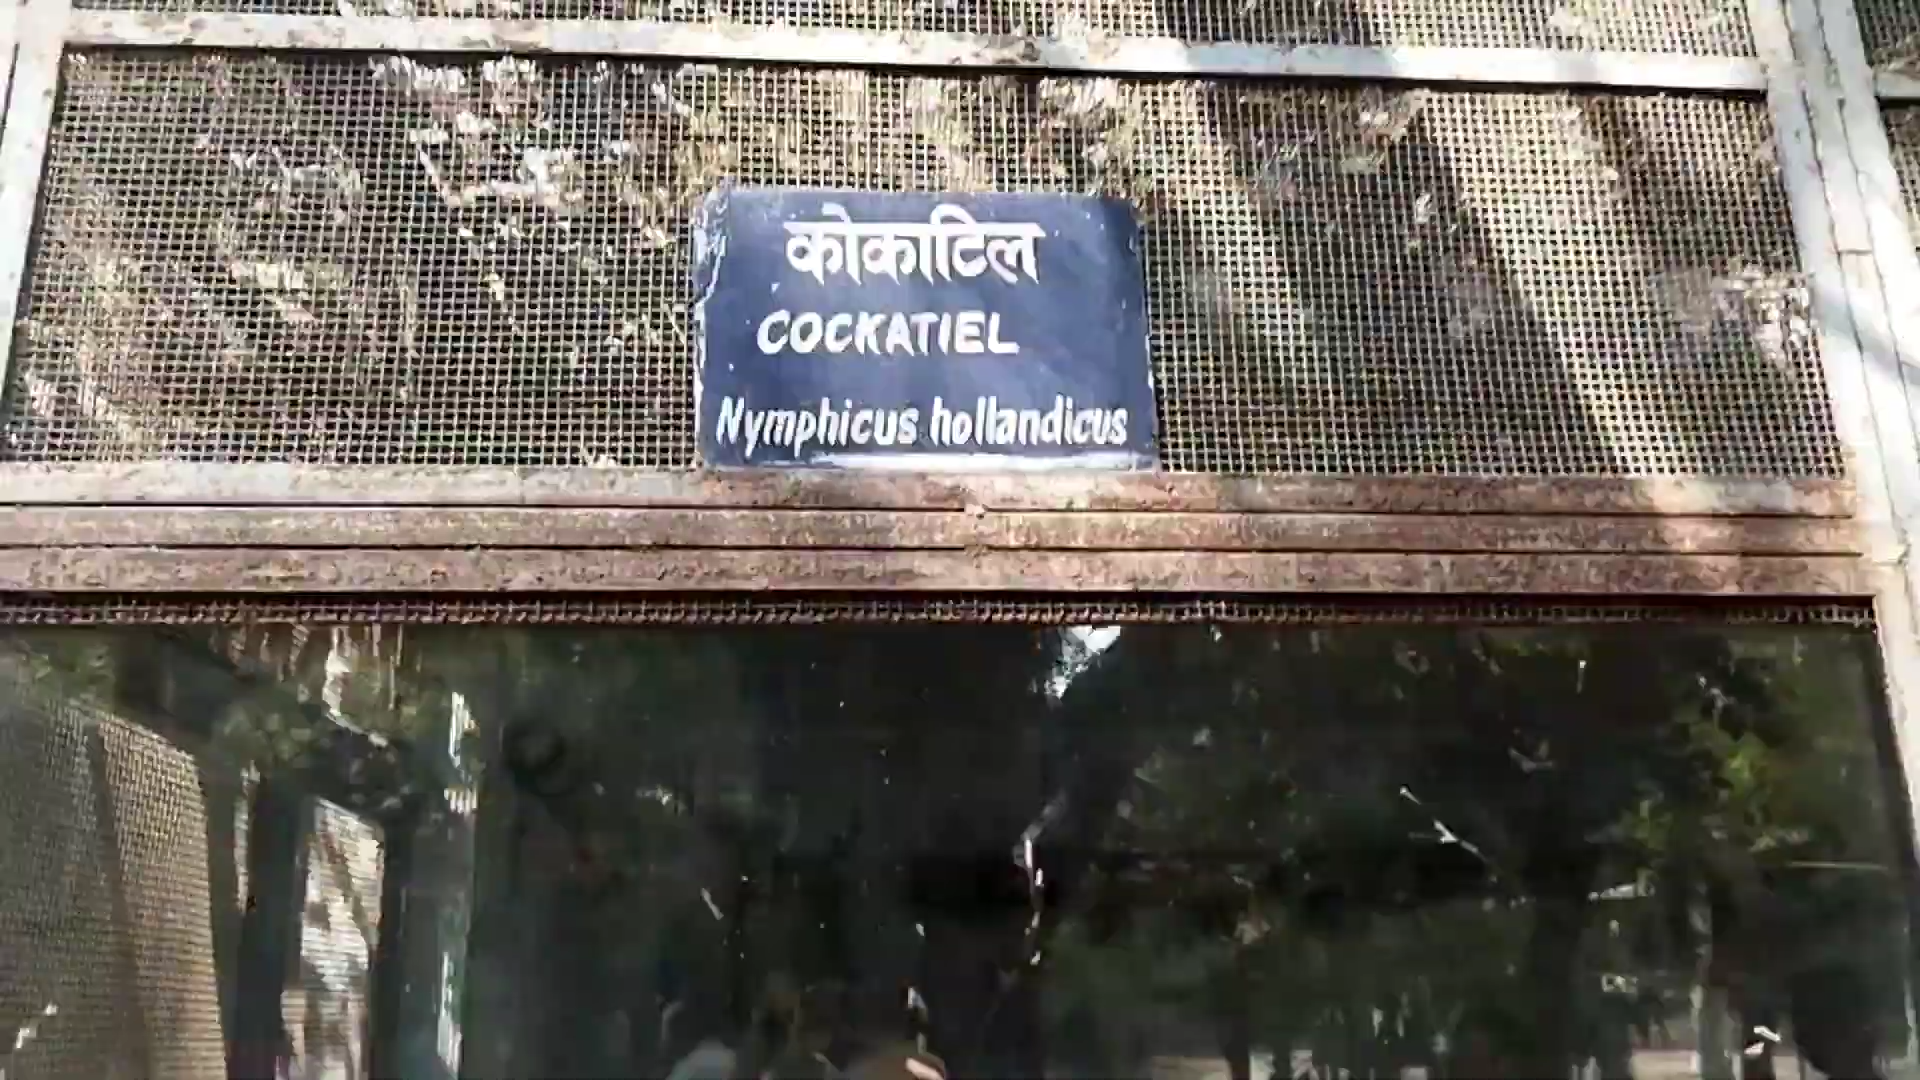 कोकाटिल
COCKATIEL
Nymphicus hollandicus